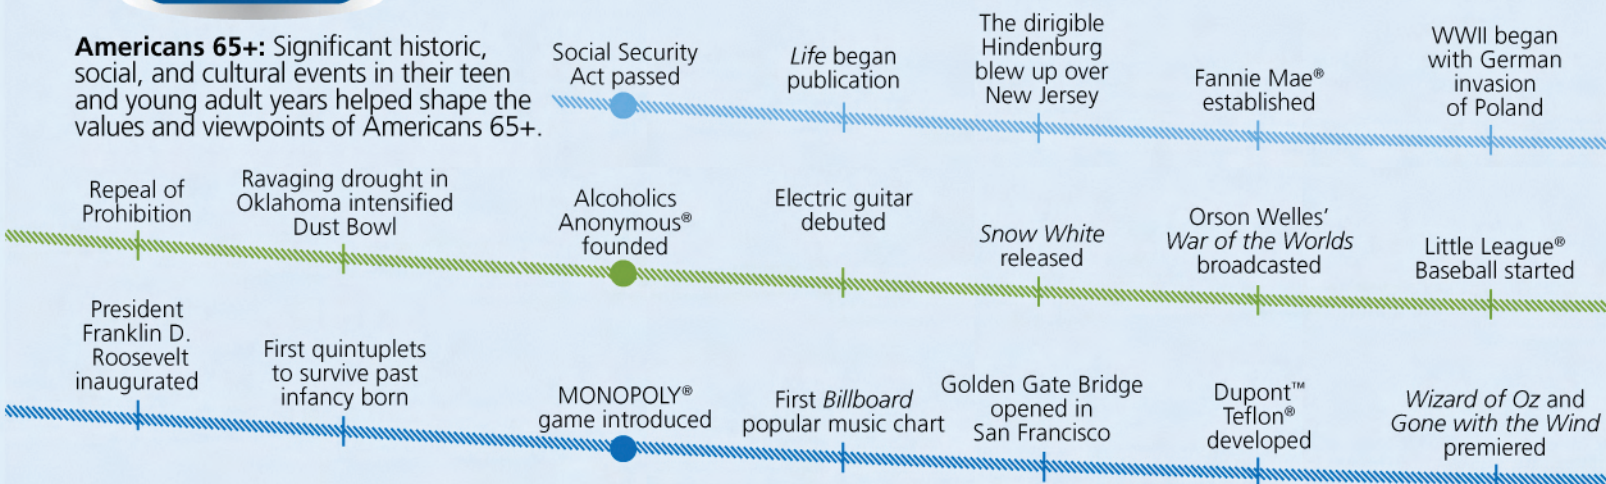 Americans 65+: Significant historic,
social, and cultural events in their teen
and young adult years helped shape the
values and viewpoints of Americans 65+.
Social Security
Act passed
Life began
publication
The dirigible
Hindenburg
blew up over
New Jersey
Fannie Mae®
established
WWII began
with German
invasion
of Poland
Repeal of
Prohibition
Ravaging drought in
Oklahoma intensified
Dust Bowl
Alcoholics
Anonymous®
founded
Electric guitar
debuted
Snow White
released
Orson Welles’
War of the Worlds
broadcasted
Little League®
Baseball started
President
Franklin D.
Roosevelt
inaugurated
First quintuplets
to survive past
infancy born
MONOPOLY®
game introduced
First Billboard
popular music chart
Golden Gate Bridge
opened in
San Francisco
Dupont™
Teflon®
developed
Wizard of Oz and
Gone with the Wind
premiered